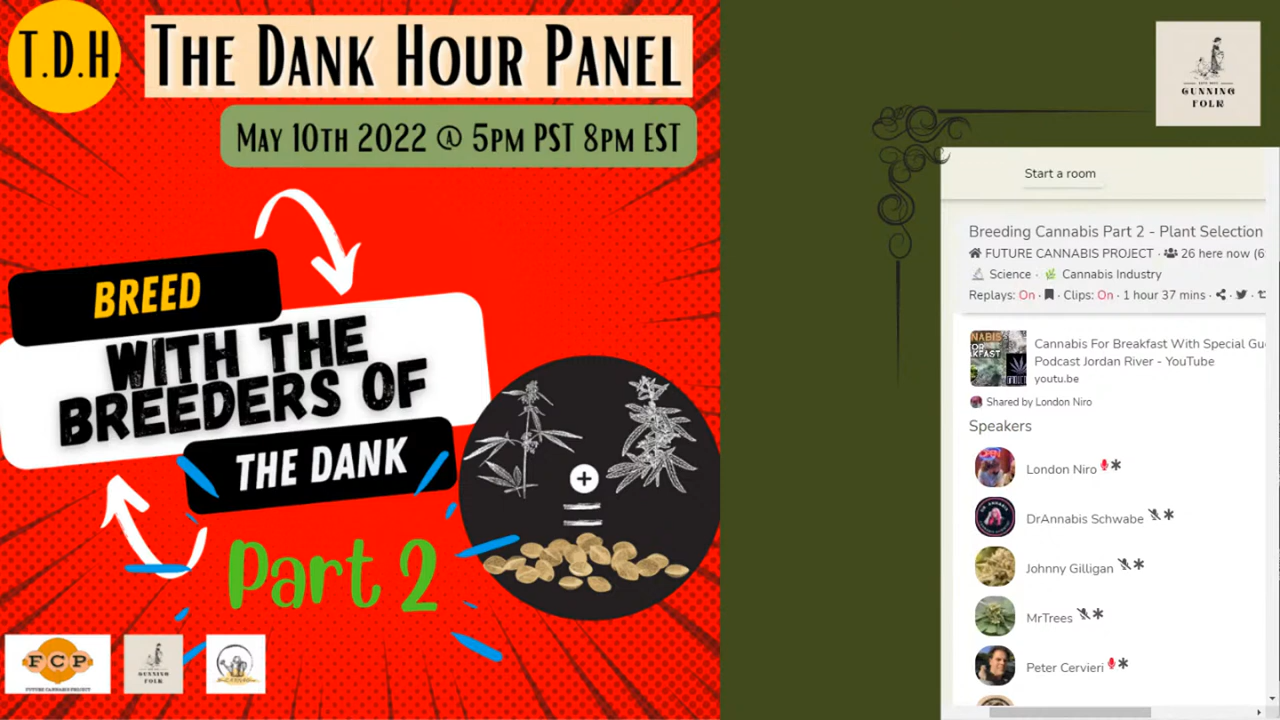 T.D.H.
THE DANK HOUR PANEL
MAY 10TH 2022 @ 5PM PST 8PM EST
BREED
WITH THE
BREEDERS OF
THE DANK
+
=
Part 2
FCP
FUTURE CANNABIS PROJECT
GUNNING
FOLK
GUNNING
FOLK
Start a room
Breeding Cannabis Part 2 - Plant Selection
FUTURE CANNABIS PROJECT · 26 here now (6
Science · Cannabis Industry
Replays: On · · Clips: On · 1 hour 37 mins · · ·
Cannabis For Breakfast With Special Gu
Podcast Jordan River - YouTube
youtu.be
Shared by London Niro
Speakers
London Niro
DrAnnabis Schwabe
Johnny Gilligan
MrTrees
Peter Cervieri